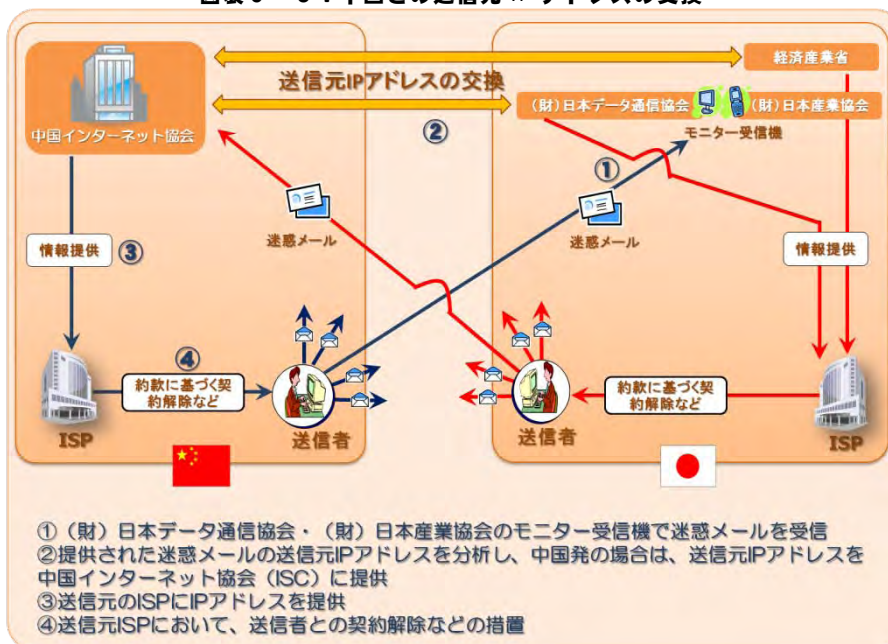 経済産業省
送信元IPアドレスの交換
(財)日本データ通信協会
(財)日本産業協会
中国インターネット協会
②
モニター受信機
①
迷惑メール
迷惑メール
情報提供
③
情報提供
④
約款に基づく契
約解除など
約款に基づく契
約解除など
ISP
送信者
送信者
ISP
①(財)日本データ通信協会・(財)日本産業協会のモニター受信機で迷惑メールを受信
②提供された迷惑メールの送信元IPアドレスを分析し、中国発の場合は、送信元IPアドレスを
中国インターネット協会(ISC)に提供
③送信元のISPにIPアドレスを提供
④送信元ISPにおいて、送信者との契約解除などの措置